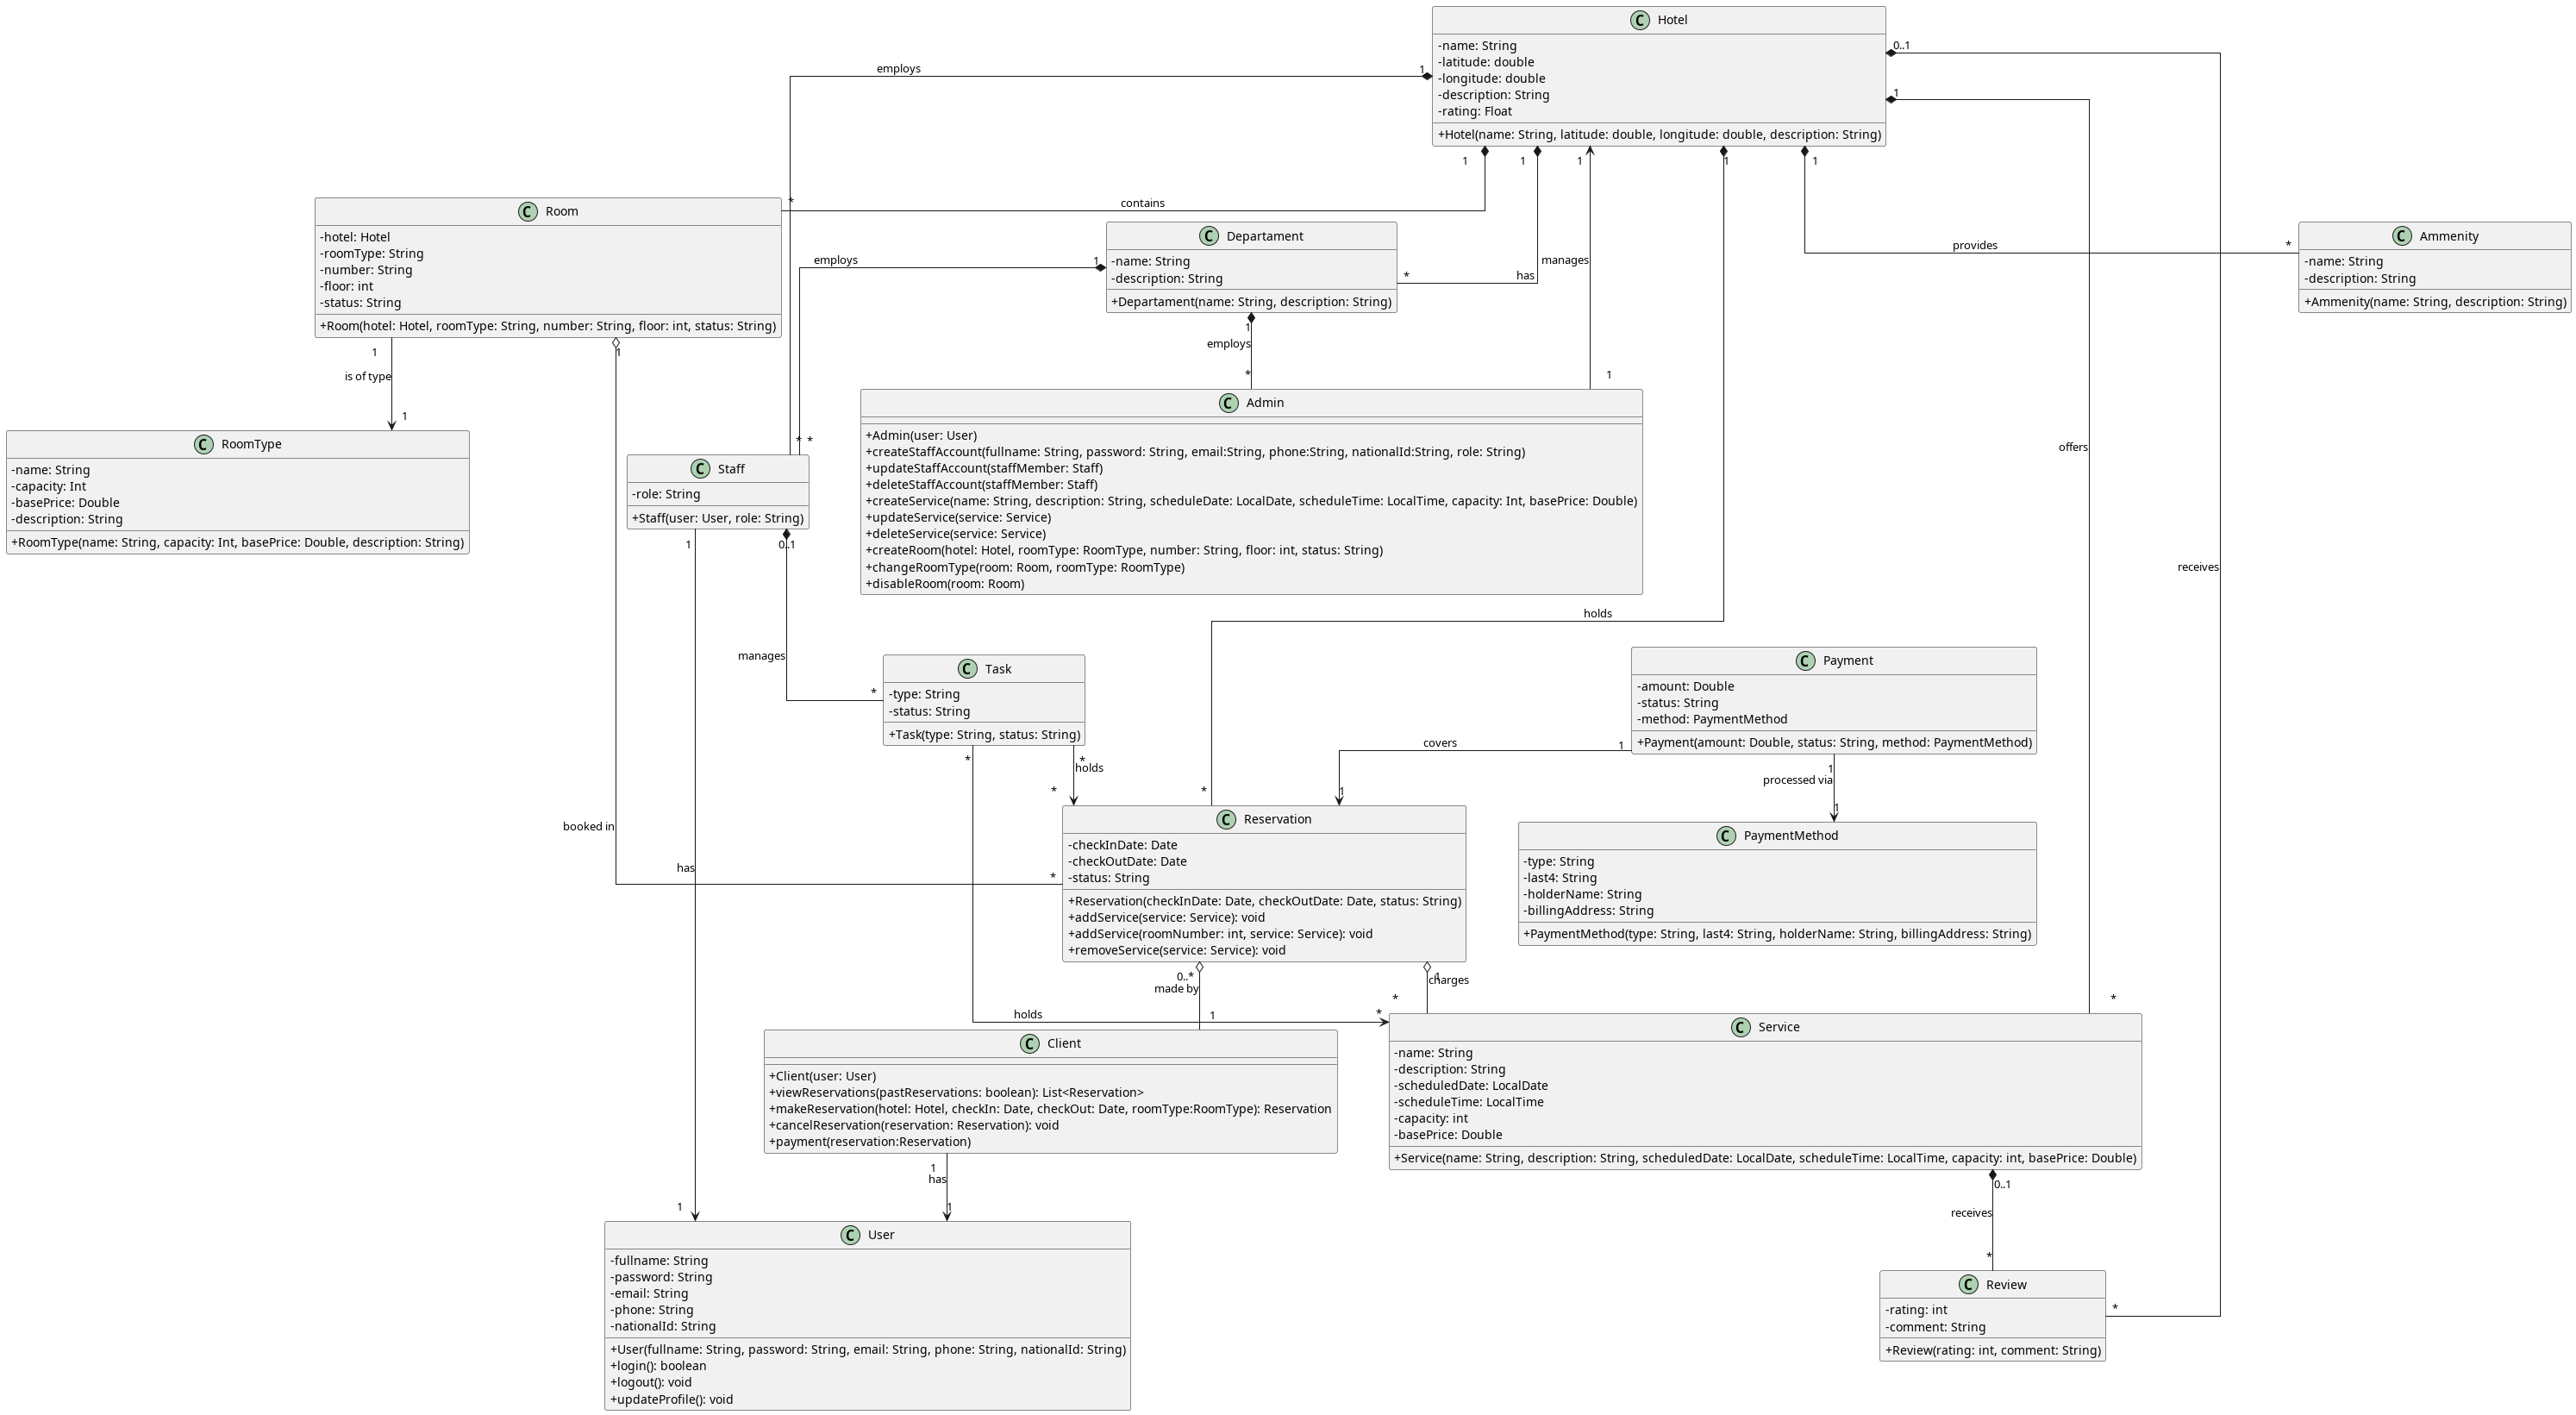 C Hotel
-name: String
-latitude: double
-longitude: double
-description: String
-rating: Float
+Hotel(name: String, latitude: double, longitude: double, description: String)
0..1
1
1
employs
1
1
1
1
1
*
contains
C Room
-hotel: Hotel
-roomType: String
-number: String
-floor: int
-status: String
+Room(hotel: Hotel, roomType: String, number: String, floor: int, status: String)
C Departament
-name: String
-description: String
+Departament(name: String, description: String)
employs
1
*
has
manages
provides
*
C Ammenity
-name: String
-description: String
+Ammenity(name: String, description: String)
1
is of type
1
1
1
employs
*
1
C RoomType
-name: String
-capacity: Int
-basePrice: Double
-description: String
+RoomType(name: String, capacity: Int, basePrice: Double, description: String)
* *
C Staff
-role: String
+Staff(user: User, role: String)
C Admin
+Admin(user: User)
+createStaffAccount(fullname: String, password: String, email:String, phone:String, nationalId:String, role: String)
+updateStaffAccount(staffMember: Staff)
+deleteStaffAccount(staffMember: Staff)
+createService(name: String, description: String, scheduleDate: LocalDate, scheduleTime: LocalTime, capacity: Int, basePrice: Double)
+updateService(service: Service)
+deleteService(service: Service)
+createRoom(hotel: Hotel, roomType: RoomType, number: String, floor: int, status: String)
+changeRoomType(room: Room, roomType: RoomType)
+disableRoom(room: Room)
offers
receives
1
0..1
holds
manages
*
C Task
-type: String
-status: String
+Task(type: String, status: String)
C Payment
-amount: Double
-status: String
-method: PaymentMethod
+Payment(amount: Double, status: String, method: PaymentMethod)
*
*
holds
*
*
covers
1
1
1
processed via
1
booked in
has
*
C Reservation
-checkInDate: Date
-checkOutDate: Date
-status: String
+Reservation(checkInDate: Date, checkOutDate: Date, status: String)
+addService(service: Service): void
+addService(roomNumber: int, service: Service): void
+removeService(service: Service): void
C PaymentMethod
-type: String
-last4: String
-holderName: String
-billingAddress: String
+PaymentMethod(type: String, last4: String, holderName: String, billingAddress: String)
0..*
made by
1
1
charges
*
*
holds
*
C Client
+Client(user: User)
+viewReservations(pastReservations: boolean): List<Reservation>
+makeReservation(hotel: Hotel, checkIn: Date, checkOut: Date, roomType:RoomType): Reservation
+cancelReservation(reservation: Reservation): void
+payment(reservation:Reservation)
C Service
-name: String
-description: String
-scheduledDate: LocalDate
-scheduleTime: LocalTime
-capacity: int
-basePrice: Double
+Service(name: String, description: String, scheduledDate: LocalDate, scheduleTime: LocalTime, capacity: int, basePrice: Double)
1
has
1
1
0..1
receives
*
C User
-fullname: String
-password: String
-email: String
-phone: String
-nationalId: String
+User(fullname: String, password: String, email: String, phone: String, nationalId: String)
+login(): boolean
+logout(): void
+updateProfile(): void
C Review
-rating: int
-comment: String
+Review(rating: int, comment: String)
*